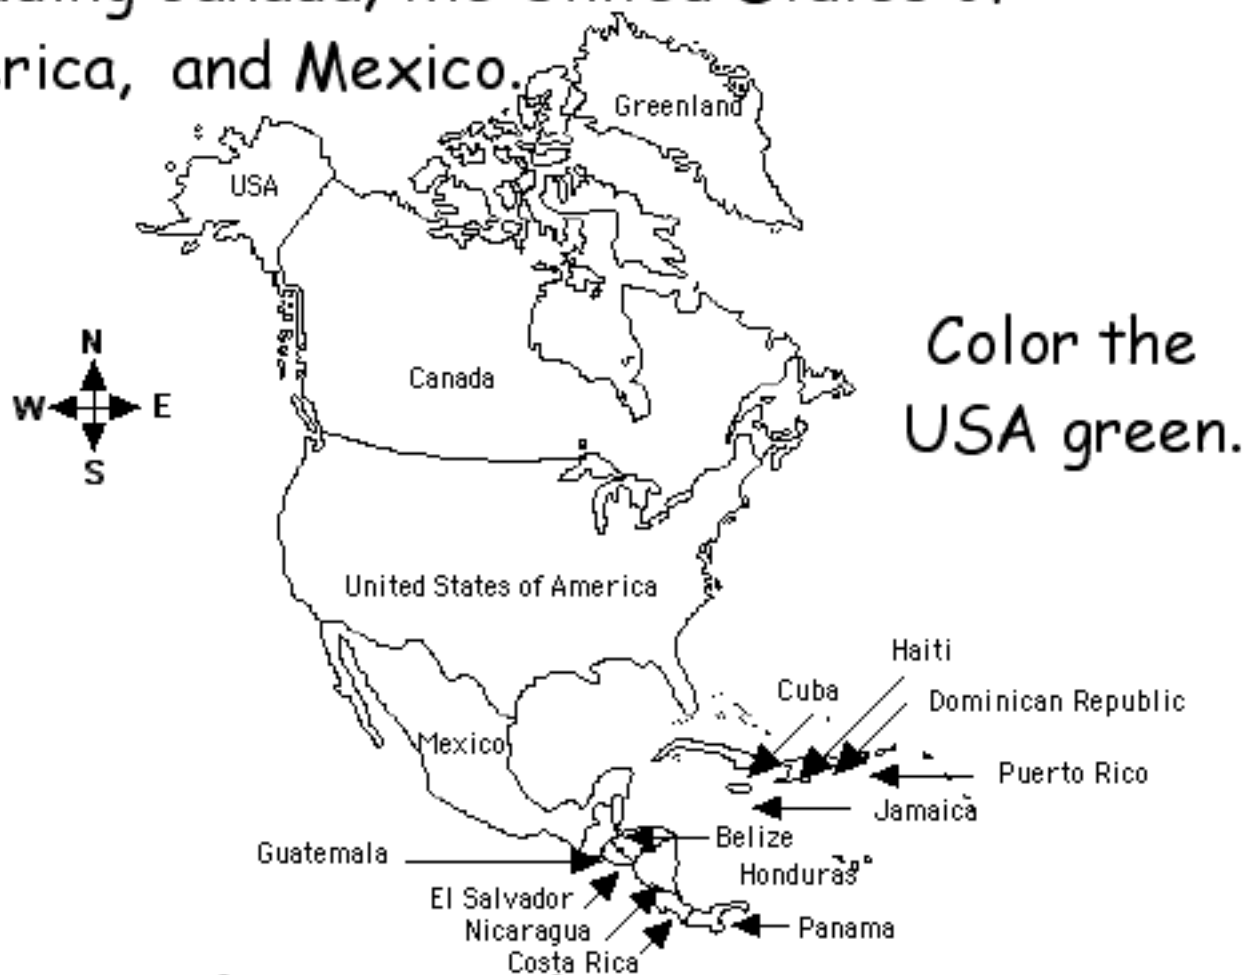 and Mexico.
Greenland
USA
Color the
USA green.
N
W E
S
Canada
United States of America
Haiti
Cuba
Dominican Republic
Mexico
Puerto Rico
Jamaica
Belize
Guatemala
Honduras
El Salvador
Nicaragua
Panama
Costa Rica